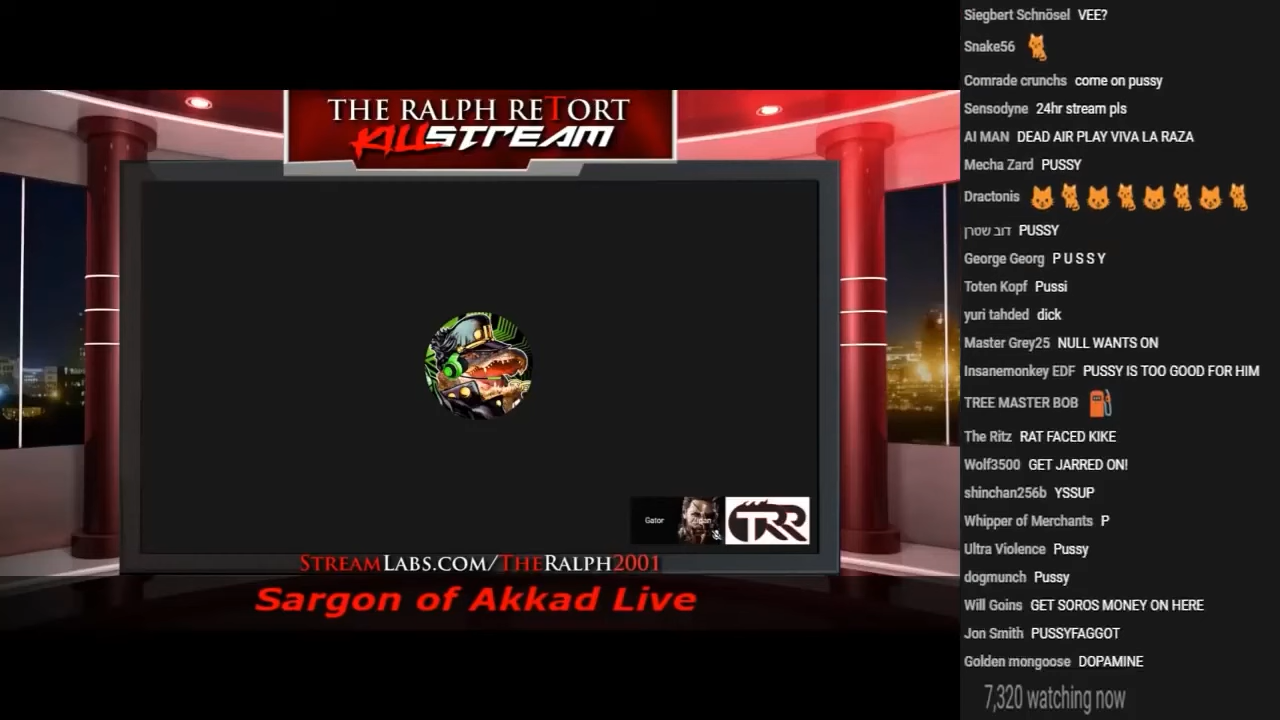 THE RALPH RETORT
KILLSTREAM
Gator
TRR
STREAMLABS.COM/THERALPH2001
Sargon of Akkad Live
Siegbert Schnösel VEE?
Snake56
Comrade crunchs come on pussy
Sensodyne 24hr stream pls
AI MAN DEAD AIR PLAY VIVA LA RAZA
Mecha Zard PUSSY
Dractonis
דוב שטרן PUSSY
George Georg P U S S Y
Toten Kopf Pussi
yuri tahded dick
Master Grey25 NULL WANTS ON
Insanemonkey EDF PUSSY IS TOO GOOD FOR HIM
TREE MASTER BOB
The Ritz RAT FACED KIKE
Wolf3500 GET JARRED ON!
shinchan256b YSSUP
Whipper of Merchants P
Ultra Violence Pussy
dogmunch Pussy
Will Goins GET SOROS MONEY ON HERE
Jon Smith PUSSYFAGGOT
Golden mongoose DOPAMINE
7,320 watching now